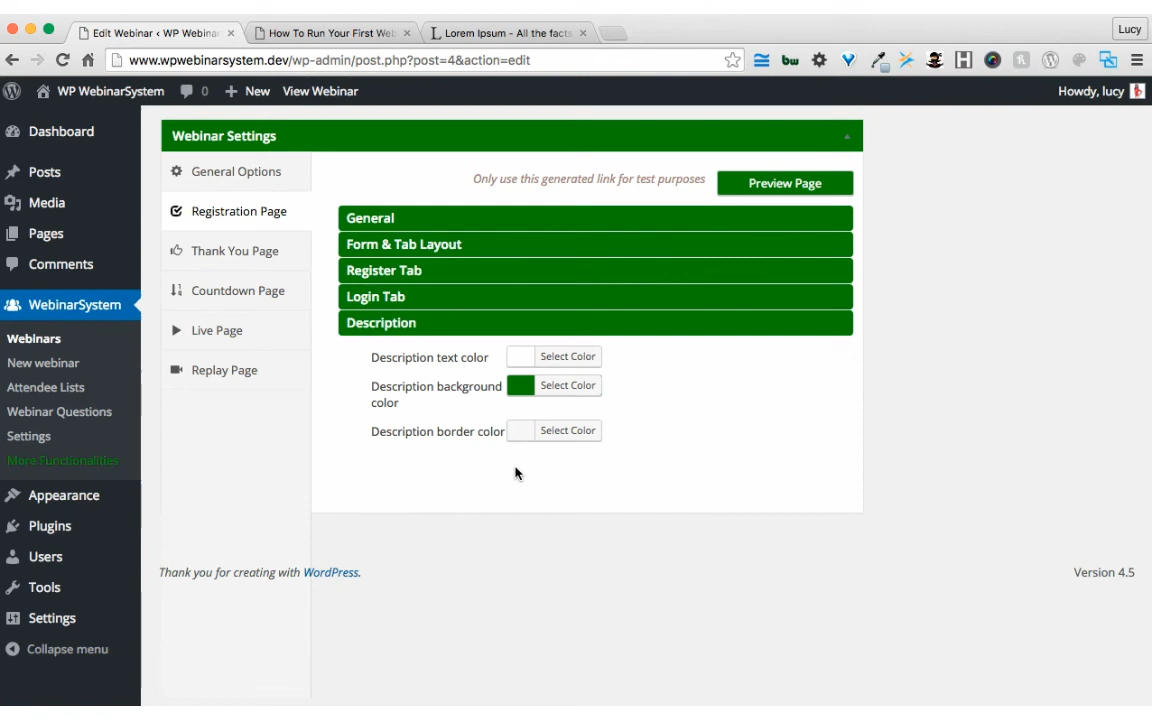 Lucy
Edit Webinar ‹ WP Webinar
How To Run Your First Web
Lorem Ipsum - All the facts
www.wpwebinarsystem.dev/wp-admin/post.php?post=4&action=edit
WP WebinarSystem 0 New View Webinar Howdy, lucy
Dashboard
Posts
Media
Pages
Comments
WebinarSystem
Webinars
New webinar
Attendee Lists
Webinar Questions
Settings
More Functionalities
Appearance
Plugins
Users
Tools
Settings
Collapse menu
Webinar Settings
General Options
Registration Page
Thank You Page
Countdown Page
Live Page
Replay Page
Only use this generated link for test purposes
Preview Page
General
Form & Tab Layout
Register Tab
Login Tab
Description
Description text color Select Color
Description background Select Color
color
Description border color Select Color
Thank you for creating with WordPress.
Version 4.5